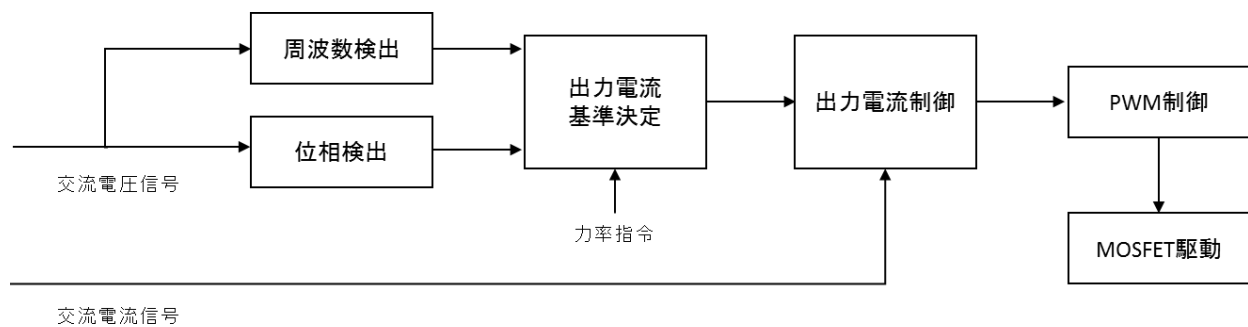 周波数検出
位相検出
交流電圧信号
出力電流
基準決定
力率指令
出力電流制御
PWM制御
MOSFET駆動
交流電流信号